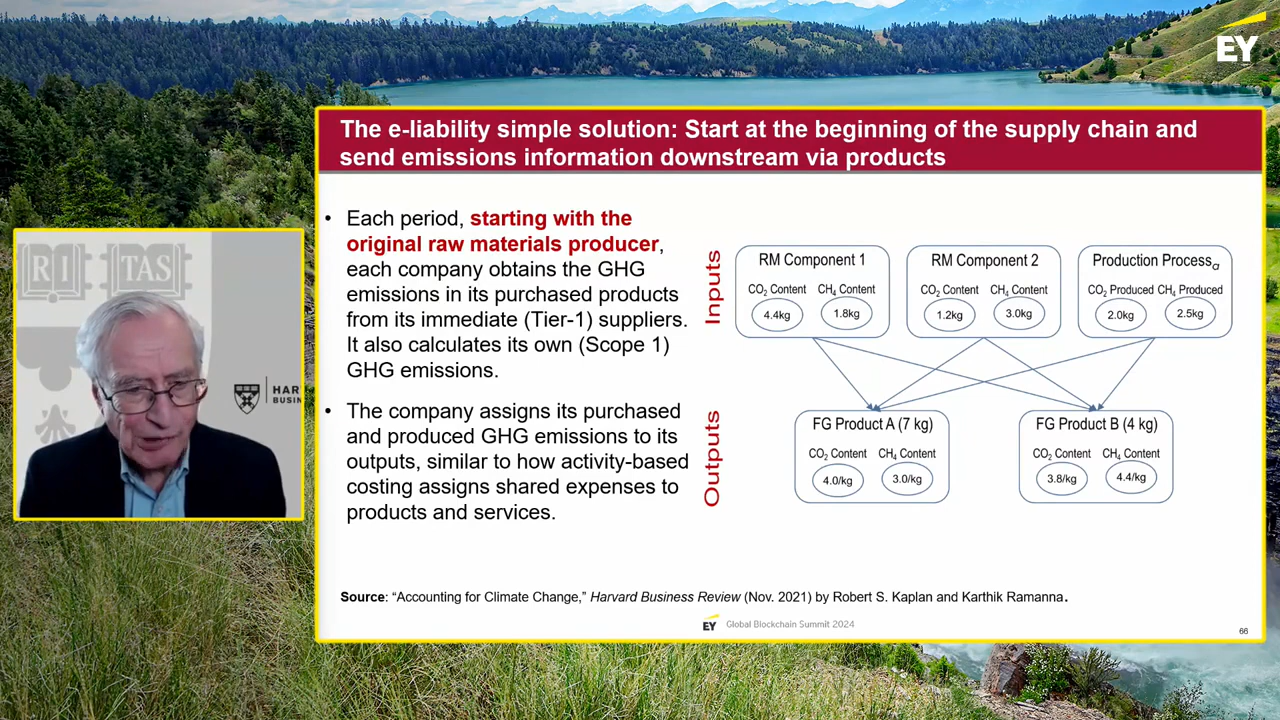 EY
The e-liability simple solution: Start at the beginning of the supply chain and
send emissions information downstream via products
RI TAS
HAR
BUSIN
• Each period, starting with the
original raw materials producer,
each company obtains the GHG
emissions in its purchased products
from its immediate (Tier-1) suppliers.
It also calculates its own (Scope 1)
GHG emissions.
• The company assigns its purchased
and produced GHG emissions to its
outputs, similar to how activity-based
costing assigns shared expenses to
products and services.
Inputs
RM Component 1
CO₂ Content CH₄ Content
4.4kg 1.8kg
RM Component 2
CO₂ Content CH₄ Content
1.2kg 3.0kg
Production Processα
CO₂ Produced CH₄ Produced
2.0kg 2.5kg
Outputs
FG Product A (7 kg)
CO₂ Content CH₄ Content
4.0/kg 3.0/kg
FG Product B (4 kg)
CO₂ Content CH₄ Content
3.8/kg 4.4/kg
Source: “Accounting for Climate Change,” Harvard Business Review (Nov. 2021) by Robert S. Kaplan and Karthik Ramanna.
EY Global Blockchain Summit 2024
66